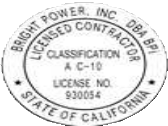 BRIGHT POWER, INC. DBA BPI
LICENSED CONTRACTOR
CLASSIFICATION
A C-10
LICENSE NO.
930054
* STATE OF CALIFORNIA *